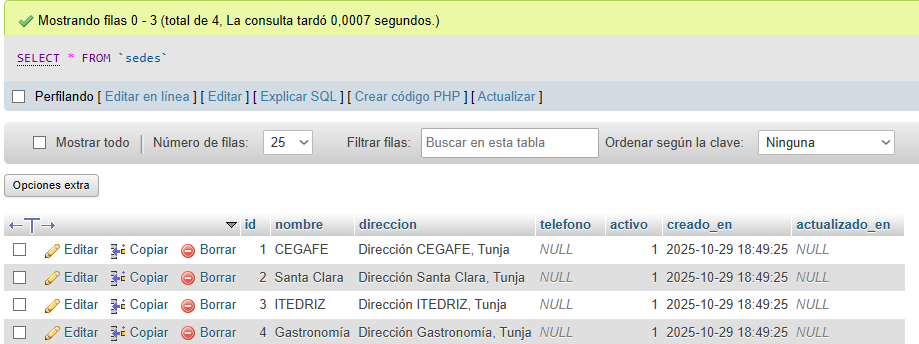 Mostrando filas 0 - 3 (total de 4, La consulta tardó 0,0007 segundos.)
SELECT * FROM `sedes`
Perfilando [ Editar en línea ] [ Editar ] [ Explicar SQL ] [ Crear código PHP ] [ Actualizar ]
Mostrar todo Número de filas: 25 Filtrar filas: Buscar en esta tabla Ordenar según la clave: Ninguna
Opciones extra
id nombre direccion telefono activo creado_en actualizado_en
Editar Copiar Borrar 1 CEGAFE Dirección CEGAFE, Tunja NULL 1 2025-10-29 18:49:25 NULL
Editar Copiar Borrar 2 Santa Clara Dirección Santa Clara, Tunja NULL 1 2025-10-29 18:49:25 NULL
Editar Copiar Borrar 3 ITEDRIZ Dirección ITEDRIZ, Tunja NULL 1 2025-10-29 18:49:25 NULL
Editar Copiar Borrar 4 Gastronomía Dirección Gastronomía, Tunja NULL 1 2025-10-29 18:49:25 NULL